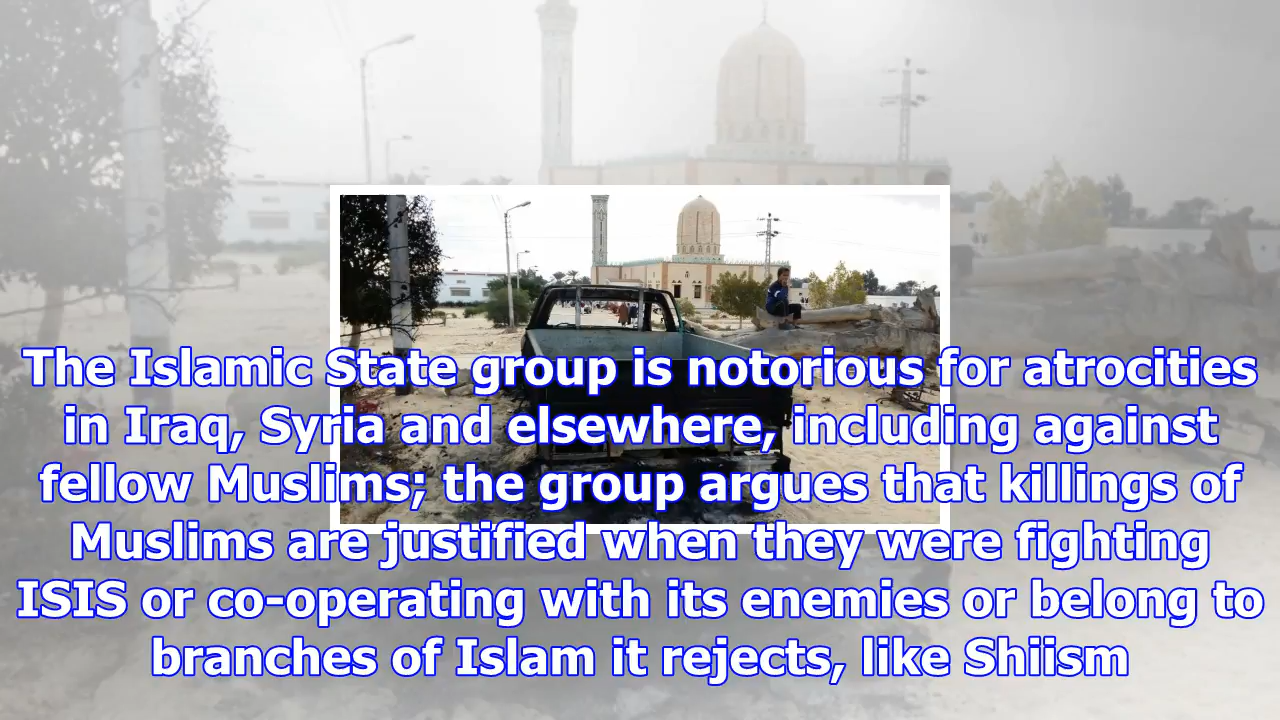 The Islamic State group is notorious for atrocities
in Iraq, Syria and elsewhere, including against
fellow Muslims; the group argues that killings of
Muslims are justified when they were fighting
ISIS or co-operating with its enemies or belong to
branches of Islam it rejects, like Shiism